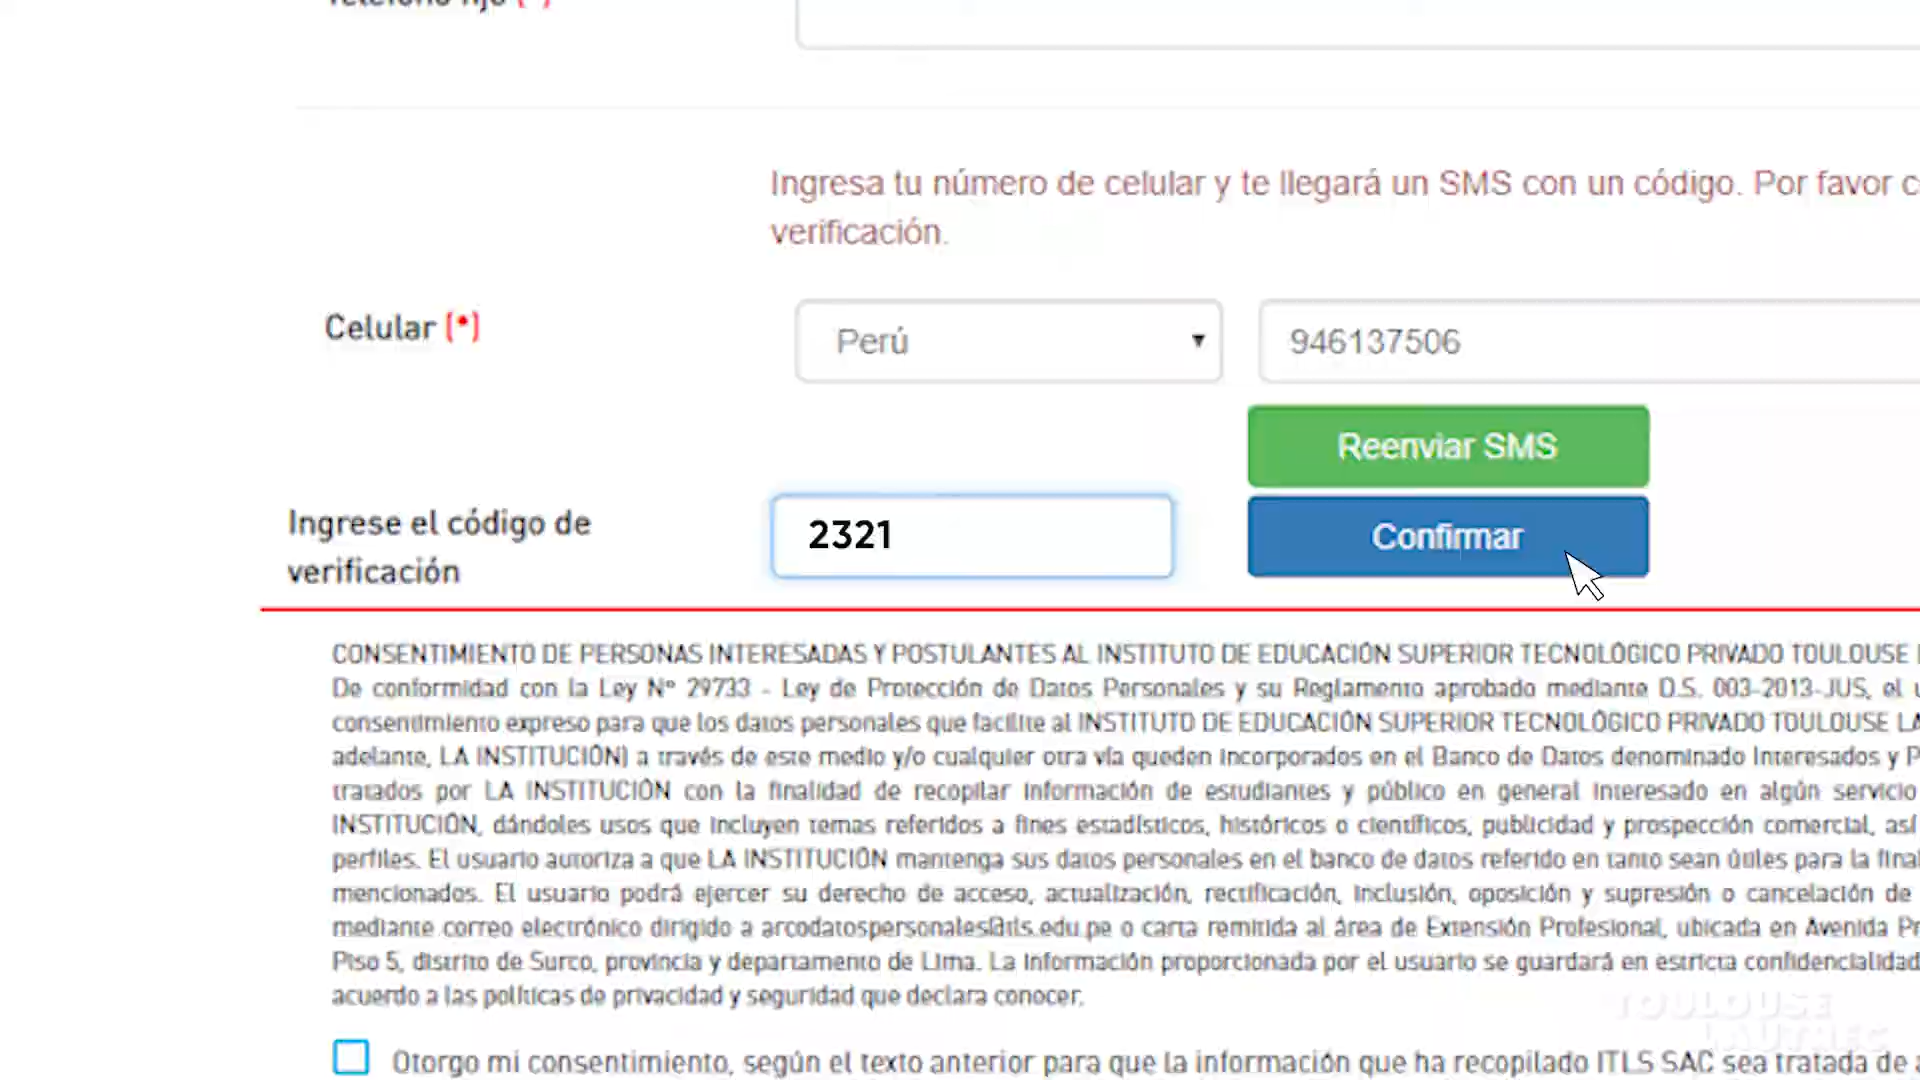 Teléfono fijo (*)
Ingresa tu número de celular y te llegará un SMS con un código. Por favor
verificación.
Celular (*)
Perú
946137506
Reenviar SMS
Ingrese el código de
verificación
2321
Confirmar
CONSENTIMIENTO DE PERSONAS INTERESADAS Y POSTULANTES AL INSTITUTO DE EDUCACIÓN SUPERIOR TECNOLÓGICO PRIVADO TOULOUSE
De conformidad con la Ley Nº 29733 - Ley de Protección de Datos Personales y su Reglamento aprobado mediante D.S. 003-2013-JUS, el
consentimiento expreso para que los datos personales que facilite al INSTITUTO DE EDUCACIÓN SUPERIOR TECNOLÓGICO PRIVADO TOULOUSE LA
adelante, LA INSTITUCIÓN) a través de este medio y/o cualquier otra vía queden incorporados en el Banco de Datos denominado Interesados y P
tratados por LA INSTITUCIÓN con la finalidad de recopilar información de estudiantes y público en general interesado en algún servicio
INSTITUCIÓN, dándoles usos que incluyen temas referidos a fines estadísticos, históricos o científicos, publicidad y prospección comercial, así
perfiles. El usuario autoriza a que LA INSTITUCIÓN mantenga sus datos personales en el banco de datos referido en tanto sean útiles para la final
mencionados. El usuario podrá ejercer su derecho de acceso, actualización, rectificación, inclusión, oposición y supresión o cancelación de
mediante correo electrónico dirigido a arcodatospersonales@tls.edu.pe o carta remitida al área de Extensión Profesional, ubicada en Avenida Pr
Piso 5, distrito de Surco, provincia y departamento de Lima. La información proporcionada por el usuario se guardará en estricta confidencialidad
acuerdo a las políticas de privacidad y seguridad que declara conocer.
Otorgo mi consentimiento, según el texto anterior para que la información que ha recopilado ITLS SAC sea tratada de a
TOULOUSE
LAUTREC